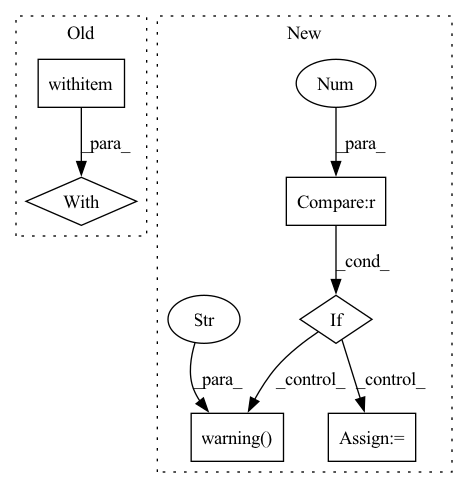 Old
New
withitem
Num
_para_
_para_
With
Compare:r
_cond_
Str
If
_para_
_control_
_control_
warning()
Assign:=